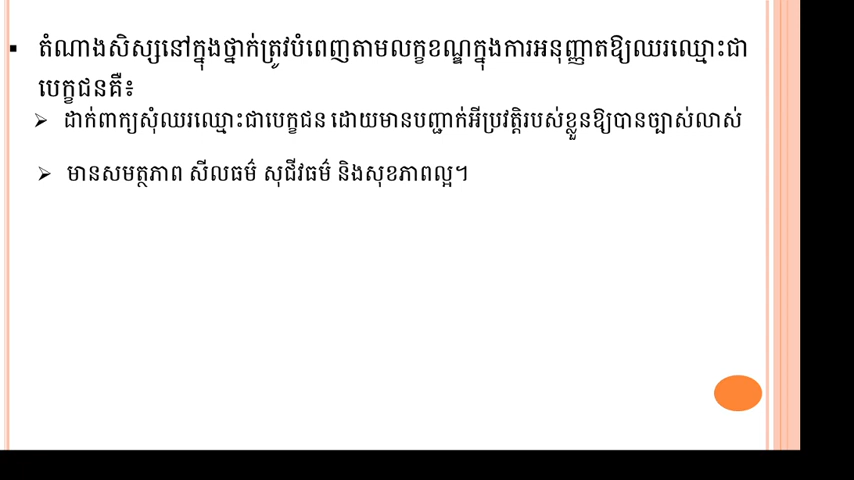 ▪ តំណាងសិស្សនៅក្នុងថ្នាក់ត្រូវបំពេញតាមលក្ខខណ្ឌក្នុងការអនុញ្ញាតឱ្យឈរឈ្មោះជា
បេក្ខជនគឺ៖
➢ ដាក់ពាក្យសុំឈរឈ្មោះជាបេក្ខជន ដោយមានបញ្ជាក់អំីប្រវត្តិរបស់ខ្លួនឱ្យបានច្បាស់លាស់
➢ មានសមត្ថភាព សីលធម៌ សុជីវធម៌ និងសុខភាពល្អ។